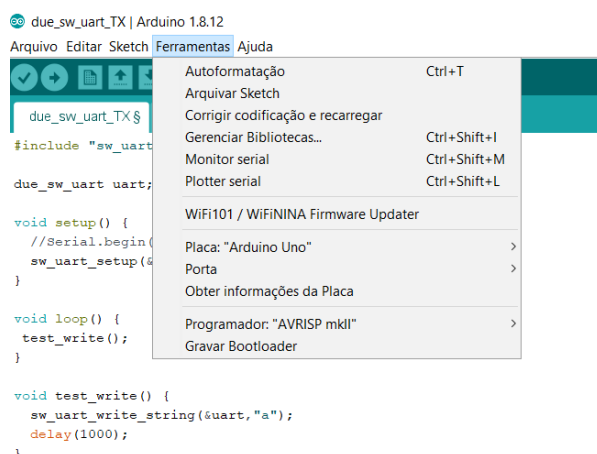 due_sw_uart_TX | Arduino 1.8.12
Arquivo Editar Sketch Ferramentas Ajuda
Autoformatação Ctrl+T
Arquivar Sketch
Corrigir codificação e recarregar
Gerenciar Bibliotecas... Ctrl+Shift+I
Monitor serial Ctrl+Shift+M
Plotter serial Ctrl+Shift+L
WiFi101 / WiFiNINA Firmware Updater
Placa: "Arduino Uno"
Porta
Obter informações da Placa
Programador: "AVRISP mkII"
Gravar Bootloader
due_sw_uart_TX §
#include "sw_uart
due_sw_uart uart;
void setup() {
//Serial.begin(
sw_uart_setup(&
}
void loop() {
test_write();
}
void test_write() {
sw_uart_write_string(&uart,"a");
delay(1000);
}